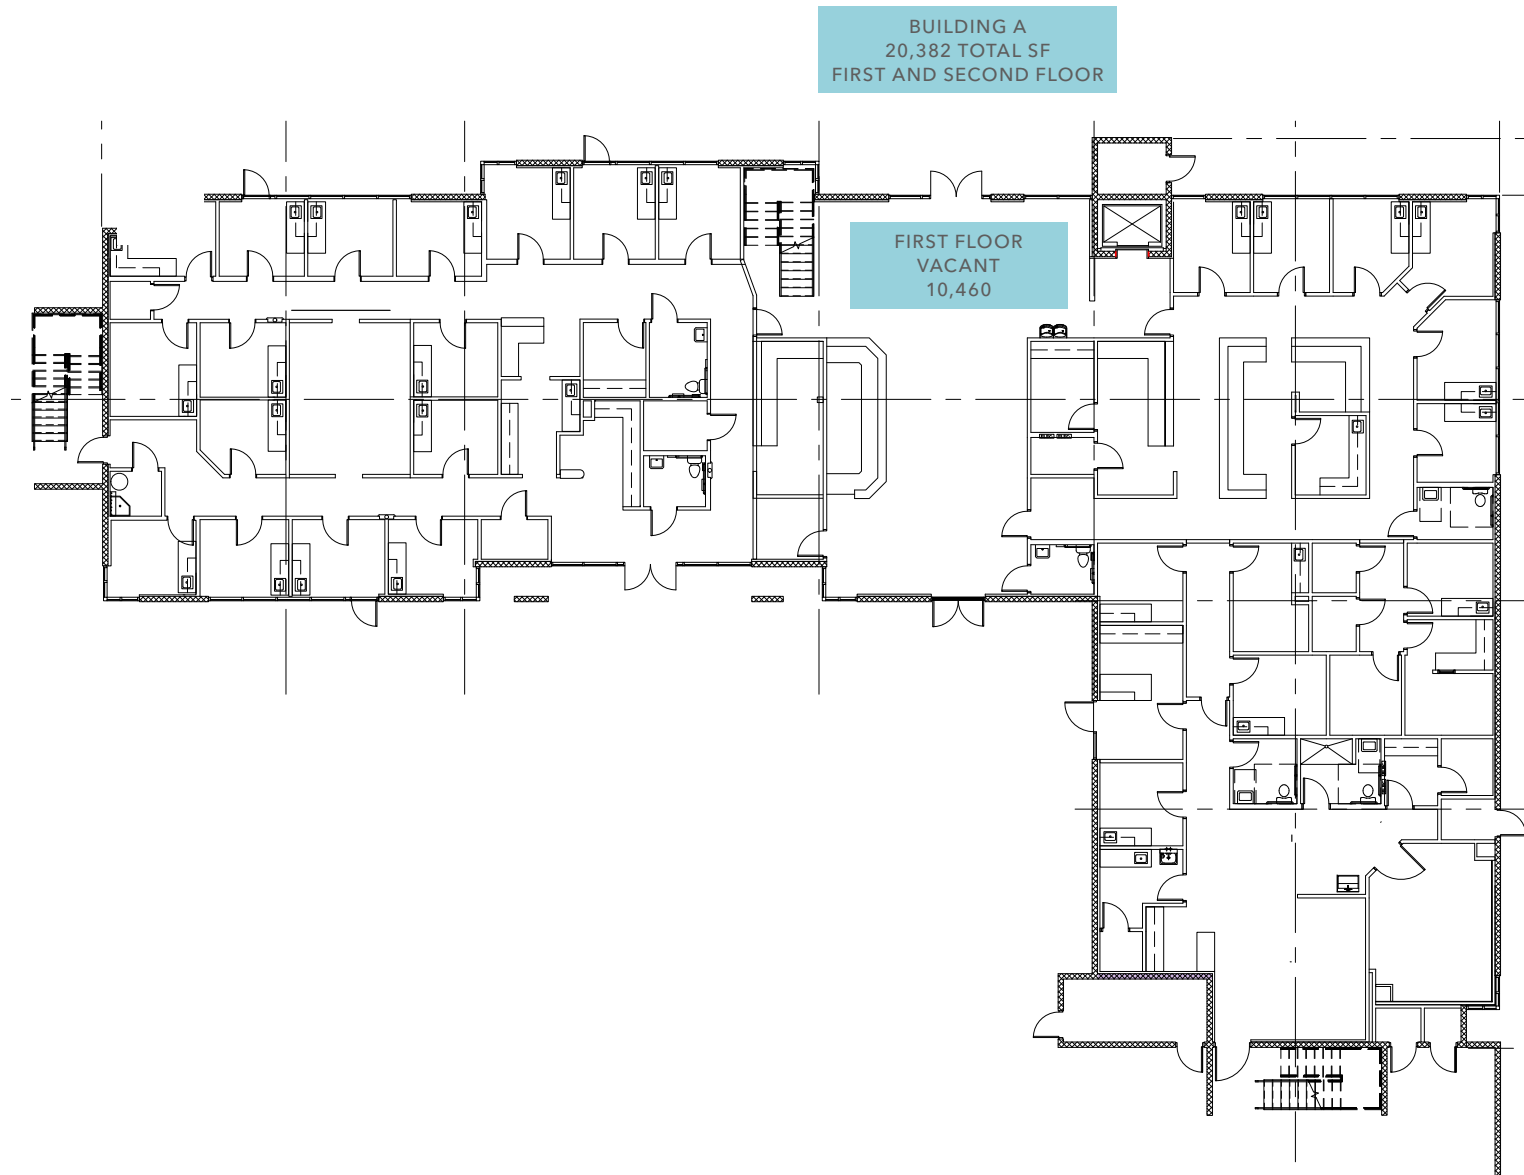 BUILDING A
20,382 TOTAL SF
FIRST AND SECOND FLOOR
FIRST FLOOR
VACANT
10,460